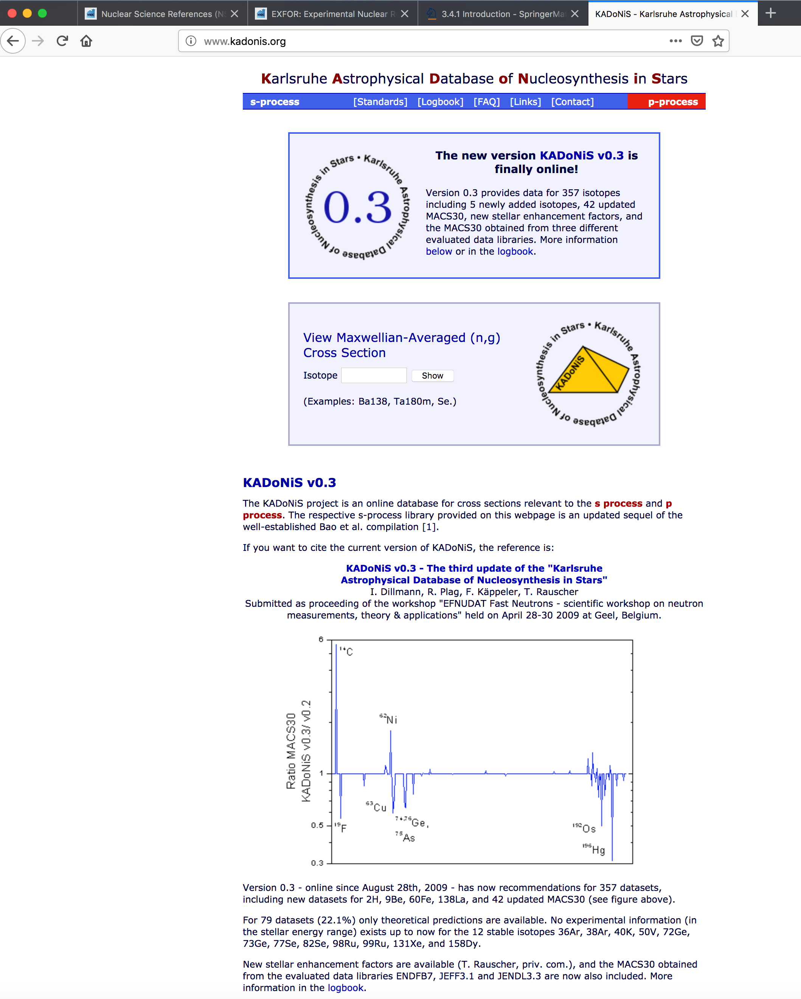 Nuclear Science References (NS
EXFOR: Experimental Nuclear R
3.4.1 Introduction - SpringerMat
KADoNiS - Karlsruhe Astrophysical
www.kadonis.org
Karlsruhe Astrophysical Database of Nucleosynthesis in Stars
s-process [Standards] [Logbook] [FAQ] [Links] [Contact] p-process
Karlsruhe Astrophysical Database of Nucleosynthesis in Stars •
0.3
The new version KADoNiS v0.3 is
finally online!
Version 0.3 provides data for 357 isotopes
including 5 newly added isotopes, 42 updated
MACS30, new stellar enhancement factors, and
the MACS30 obtained from three different
evaluated data libraries. More information
below or in the logbook.
View Maxwellian-Averaged (n,g)
Cross Section
Isotope Show
(Examples: Ba138, Ta180m, Se.)
Karlsruhe Astrophysical Database of Nucleosynthesis in Stars •
KADoNiS
KADoNiS v0.3
The KADoNiS project is an online database for cross sections relevant to the s process and p
process. The respective s-process library provided on this webpage is an updated sequel of the
well-established Bao et al. compilation [1].
If you want to cite the current version of KADoNiS, the reference is:
KADoNiS v0.3 - The third update of the "Karlsruhe
Astrophysical Database of Nucleosynthesis in Stars"
I. Dillmann, R. Plag, F. Käppeler, T. Rauscher
Submitted as proceeding of the workshop "EFNUDAT Fast Neutrons - scientific workshop on neutron
measurements, theory & applications" held on April 28-30 2009 at Geel, Belgium.
Ratio MACS30
KADoNiS v0.3/ v0.2
6
1
0.5
0.3
¹⁴C
⁶²Ni
⁶³Cu
¹⁹F
⁷⁴,⁷⁶Ge,
⁷⁵As
¹⁹²Os
¹⁹⁶Hg
Version 0.3 - online since August 28th, 2009 - has now recommendations for 357 datasets,
including new datasets for 2H, 9Be, 60Fe, 138La, and 42 updated MACS30 (see figure above).
For 79 datasets (22.1%) only theoretical predictions are available. No experimental information (in
the stellar energy range) exists up to now for the 12 stable isotopes 36Ar, 38Ar, 40K, 50V, 72Ge,
73Ge, 77Se, 82Se, 98Ru, 99Ru, 131Xe, and 158Dy.
New stellar enhancement factors are available (T. Rauscher, priv. com.), and the MACS30 obtained
from the evaluated data libraries ENDFB7, JEFF3.1 and JENDL3.3 are now also included. More
information in the logbook.